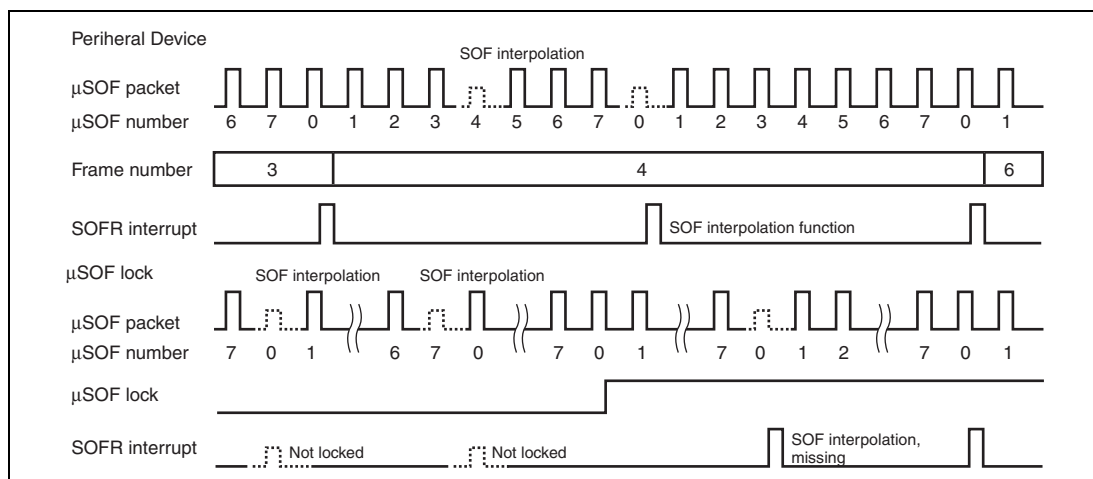 Periheral Device
SOF interpolation
μSOF packet
μSOF number 6 7 0 1 2 3 4 5 6 7 0 1 2 3 4 5 6 7 0 1
Frame number 3 4 6
SOFR interrupt SOF interpolation function
μSOF lock
SOF interpolation SOF interpolation
μSOF packet
μSOF number 7 0 1 6 7 0 7 0 1 7 0 1 2 7 0 1
μSOF lock
SOFR interrupt Not locked Not locked SOF interpolation,
missing